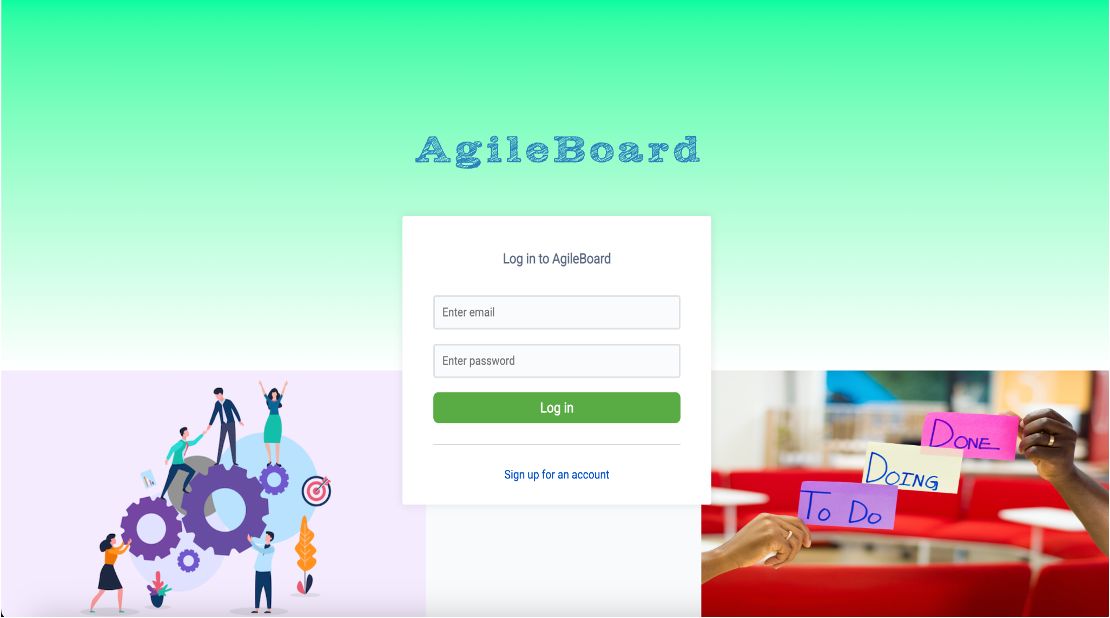 AgileBoard
Log in to AgileBoard
Enter email
Enter password
Log in
Sign up for an account
DONE
DOING
TO DO